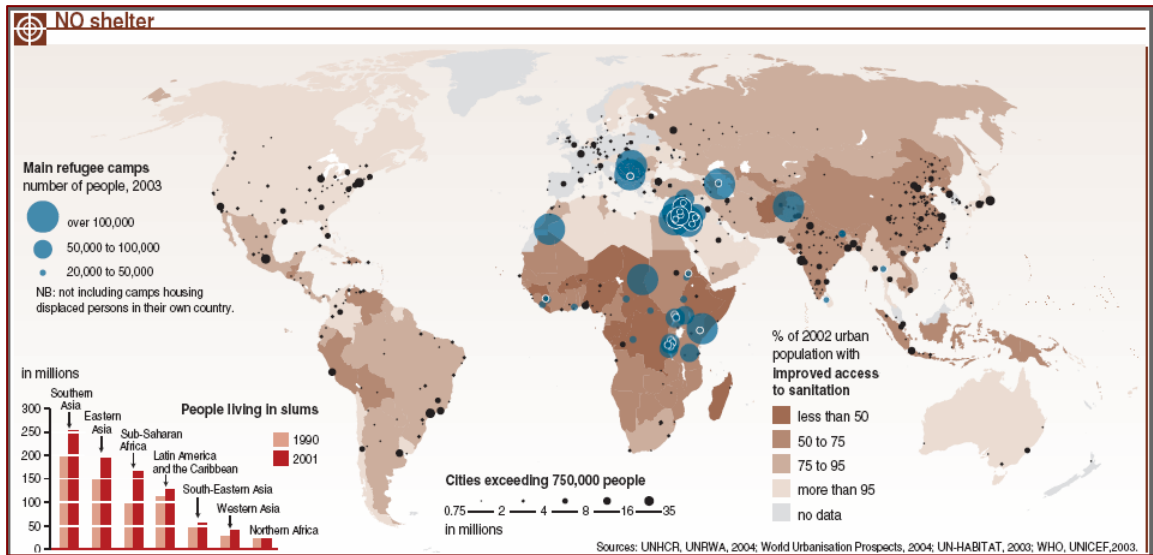 NO shelter
Main refugee camps
number of people, 2003
over 100,000
50,000 to 100,000
20,000 to 50,000
NB: not including camps housing
displaced persons in their own country.
in millions
300
250
200
150
100
50
0
Southern
Asia
Eastern
Asia
Sub-Saharan
Africa
Latin America
and the Caribbean
South-Eastern Asia
Western Asia
Northern Africa
People living in slums
1990
2001
Cities exceeding 750,000 people
0.75 2 4 8 16 35
in millions
% of 2002 urban
population with
improved access
to sanitation
less than 50
50 to 75
75 to 95
more than 95
no data
Sources: UNHCR, UNRWA, 2004; World Urbanisation Prospects, 2004; UN-HABITAT, 2003; WHO, UNICEF,2003.